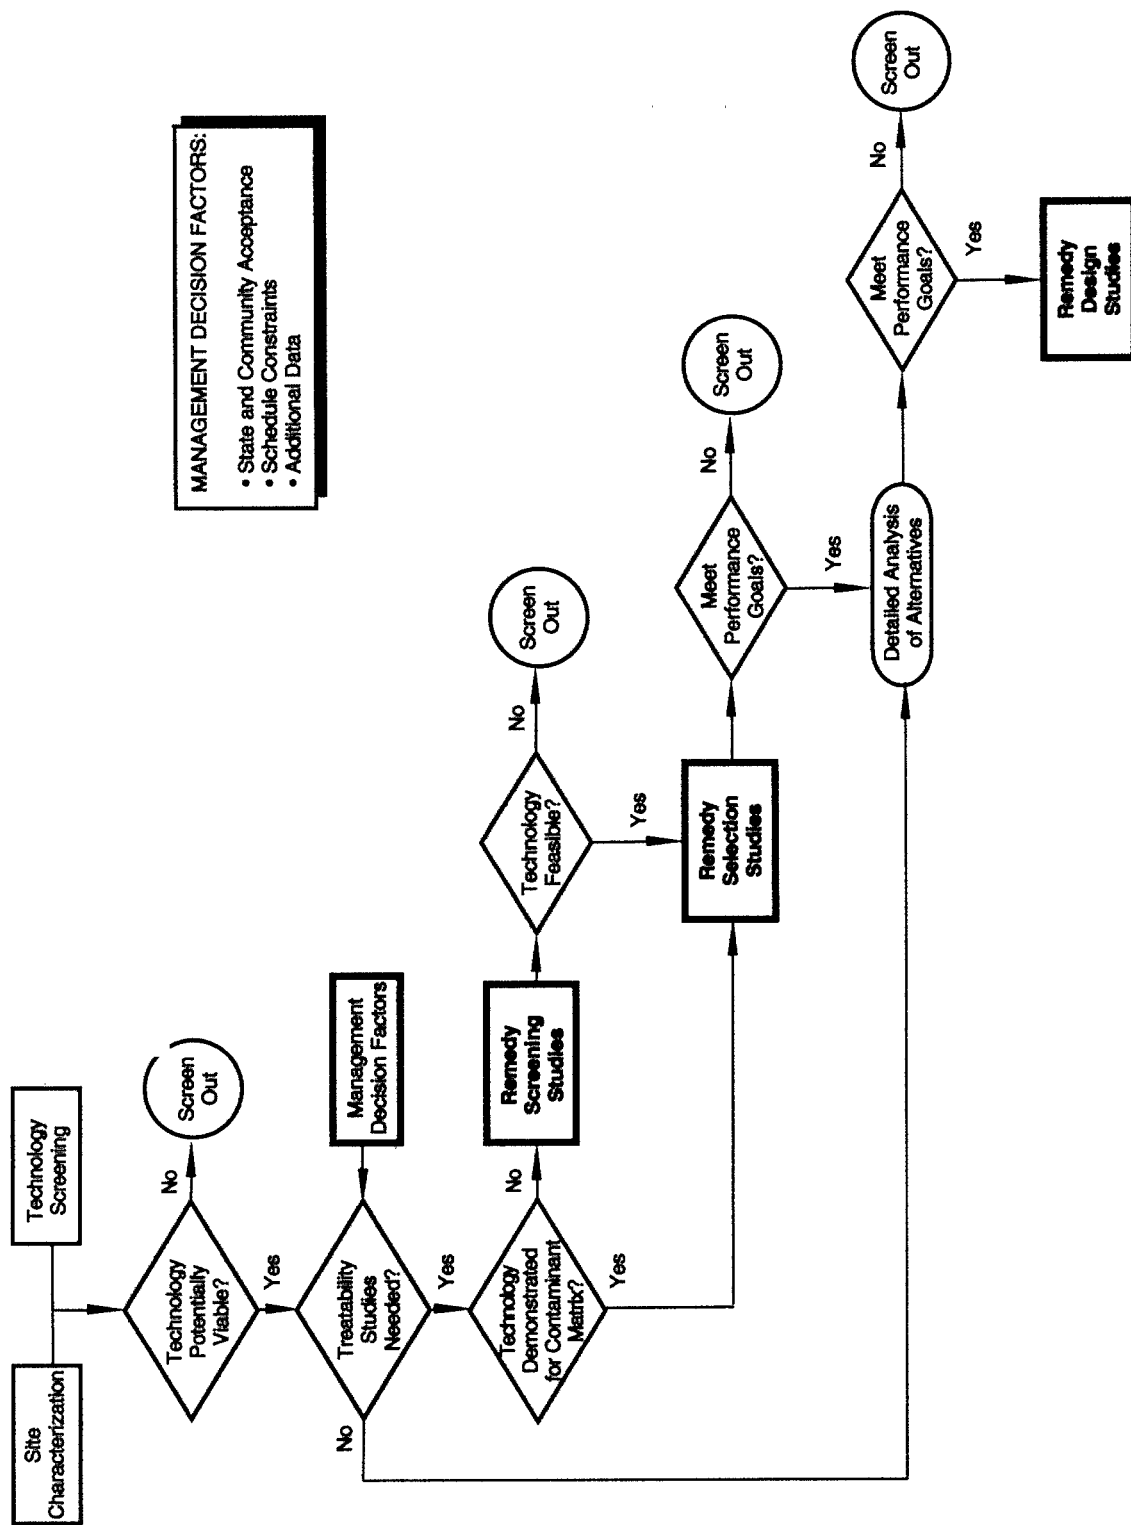 Site
Characterization
Technology
Screening
Technology
Potentially
Viable?
No
Screen
Out
Yes
Treatability
Studies
Needed?
Management
Decision Factors
No
Yes
Technology
Demonstrated
for Contaminant
Matrix?
No
Remedy
Screening
Studies
Technology
Feasible?
No
Screen
Out
Yes
Yes
Remedy
Selection
Studies
Meet
Performance
Goals?
No
Screen
Out
Yes
Detailed Analysis
of Alternatives
Meet
Performance
Goals?
No
Screen
Out
Yes
Remedy
Design
Studies
MANAGEMENT DECISION FACTORS:
• State and Community Acceptance
• Schedule Constraints
• Additional Data